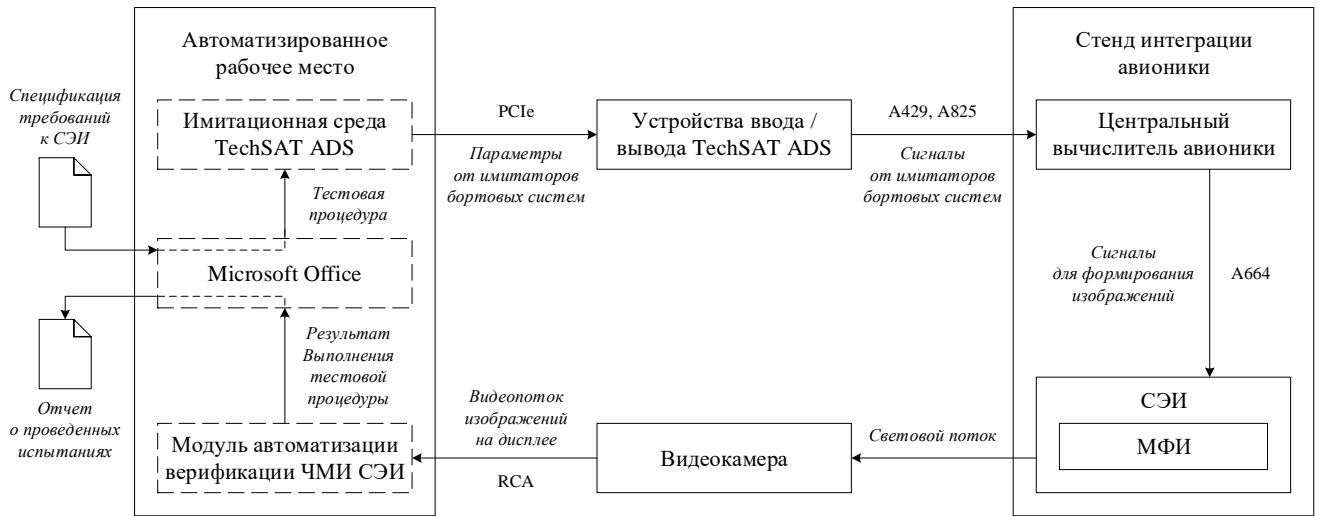 Автоматизированное
рабочее место
Стенд интеграции
авионики
Спецификация
требований
к СЭИ
Имитационная среда
TechSAT ADS
PCIe
Параметры
от имитаторов
бортовых систем
Устройства ввода /
вывода TechSAT ADS
A429, A825
Сигналы
от имитаторов
бортовых систем
Центральный
вычислитель авионики
Тестовая
процедура
Microsoft Office
Сигналы
для формирования
изображений
A664
Результат
Выполнения
тестовой
процедуры
Отчет
о проведенных
испытаниях
Модуль автоматизации
верификации ЧМИ СЭИ
Видеопоток
изображений
на дисплее
RCA
Видеокамера
Световой поток
СЭИ
МФИ